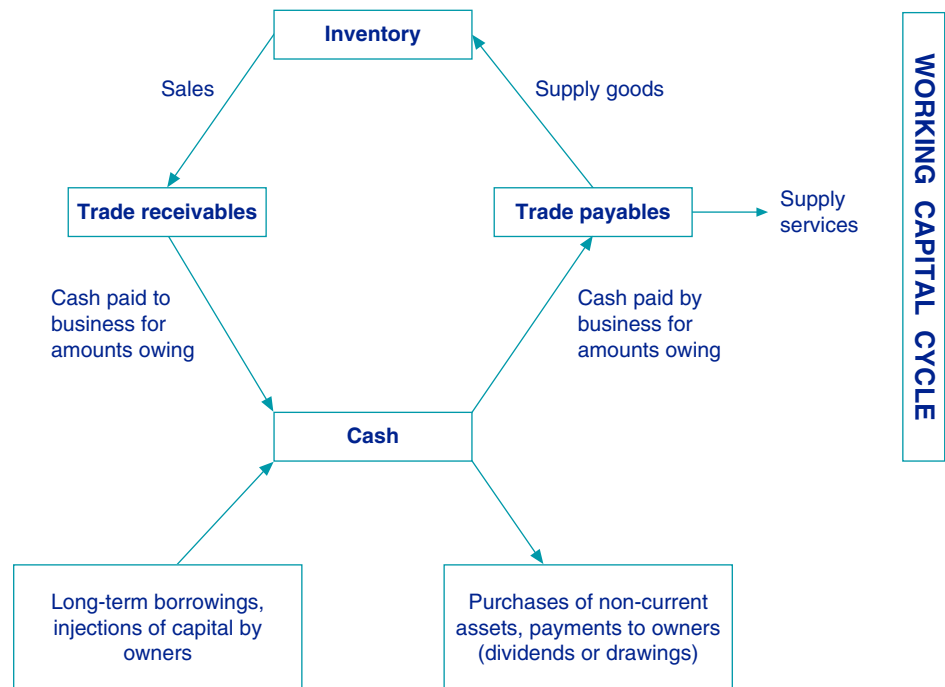 Inventory
Sales
Supply goods
Trade receivables
Trade payables
Supply
services
Cash paid to
business for
amounts owing
Cash paid by
business for
amounts owing
Cash
Long-term borrowings,
injections of capital by
owners
Purchases of non-current
assets, payments to owners
(dividends or drawings)
WORKING CAPITAL CYCLE